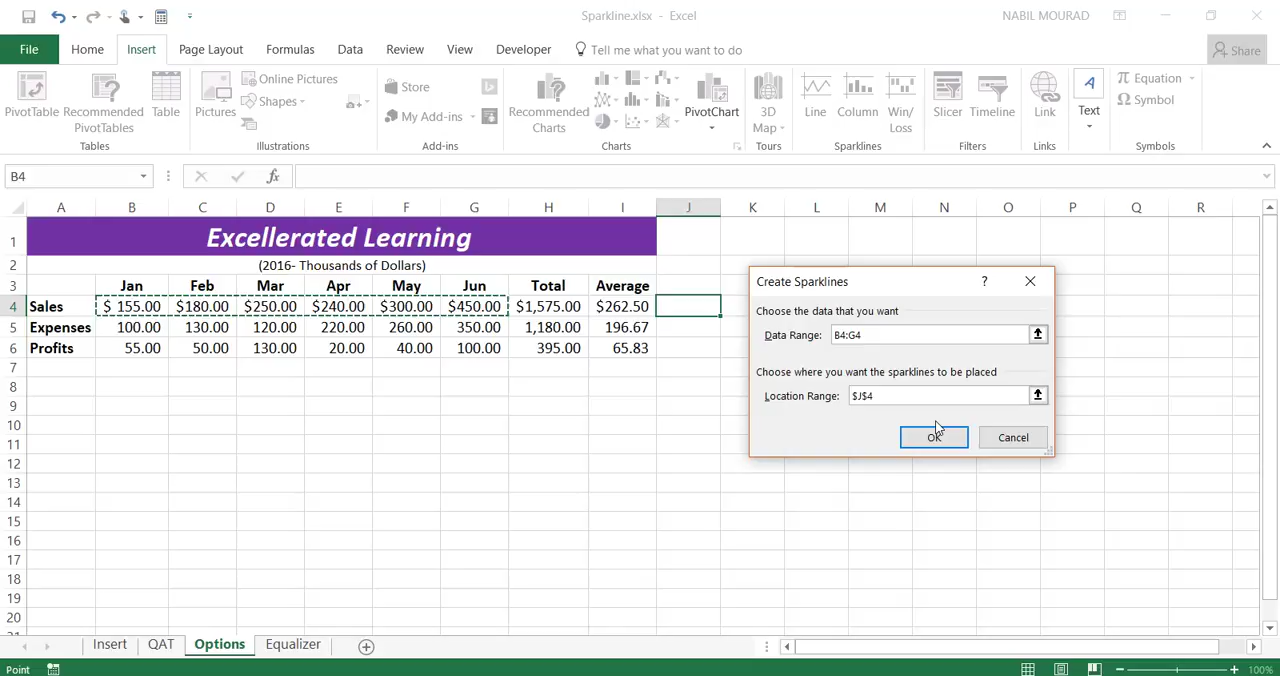 Sparkline.xlsx - Excel
NABIL MOURAD
File Home Insert Page Layout Formulas Data Review View Developer Tell me what you want to do Share
PivotTable Recommended PivotTables Table
Tables
Pictures Online Pictures Shapes
Illustrations
Store My Add-ins
Add-ins
Recommended Charts PivotChart
Charts
3D Map
Tours
Line Column Win/ Loss
Sparklines
Slicer Timeline
Filters
Link
Links
Text
Equation Symbol
Symbols
B4 fx
A B C D E F G H I J K L M N O P Q R
1 Excellerated Learning
2 (2016- Thousands of Dollars)
3 Jan Feb Mar Apr May Jun Total Average
4 Sales $ 155.00 $180.00 $250.00 $240.00 $300.00 $450.00 $1,575.00 $262.50
5 Expenses 100.00 130.00 120.00 220.00 260.00 350.00 1,180.00 196.67
6 Profits 55.00 50.00 130.00 20.00 40.00 100.00 395.00 65.83
7
8
9
10
11
12
13
14
15
16
17
18
19
20
Create Sparklines ?
Choose the data that you want
Data Range: B4:G4
Choose where you want the sparklines to be placed
Location Range: $J$4
OK Cancel
Insert QAT Options Equalizer
Point 100%